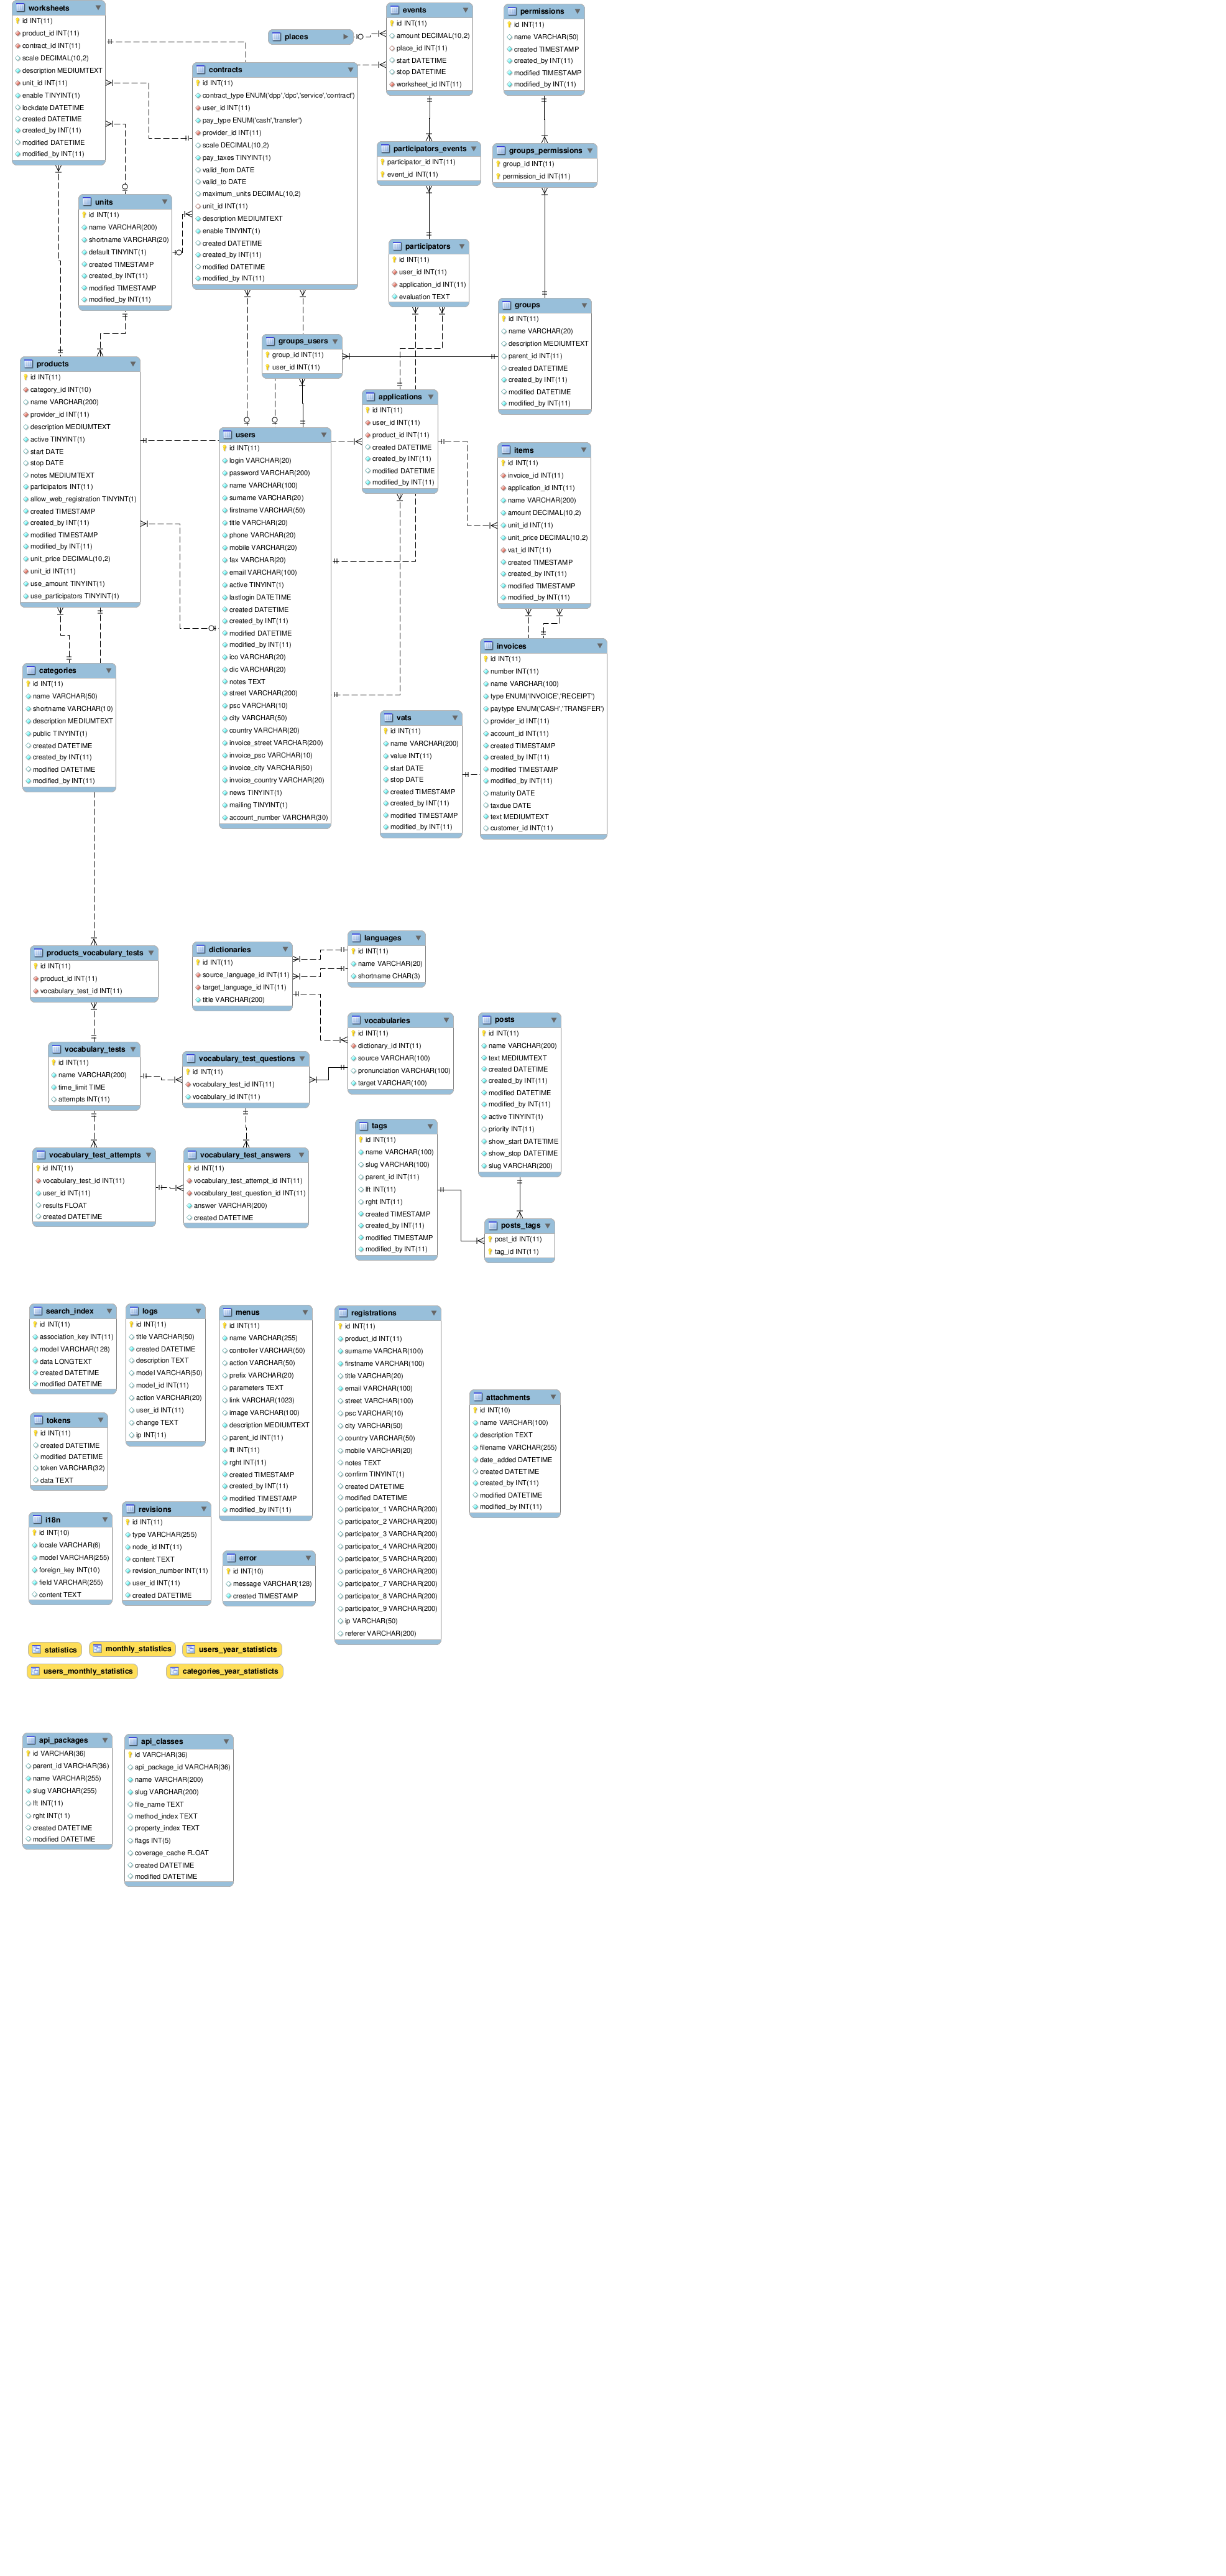 worksheets
id INT(11)
product_id INT(11)
contract_id INT(11)
scale DECIMAL(10,2)
description MEDIUMTEXT
unit_id INT(11)
enable TINYINT(1)
lockdate DATETIME
created DATETIME
created_by INT(11)
modified DATETIME
modified_by INT(11)
places
events
id INT(11)
amount DECIMAL(10,2)
place_id INT(11)
start DATETIME
stop DATETIME
worksheet_id INT(11)
permissions
id INT(11)
name VARCHAR(50)
created TIMESTAMP
created_by INT(11)
modified TIMESTAMP
modified_by INT(11)
contracts
id INT(11)
contract_type ENUM('dpp','dpc','service','contract')
user_id INT(11)
pay_type ENUM('cash','transfer')
provider_id INT(11)
scale DECIMAL(10,2)
pay_taxes TINYINT(1)
valid_from DATE
valid_to DATE
maximum_units DECIMAL(10,2)
unit_id INT(11)
description MEDIUMTEXT
enable TINYINT(1)
created DATETIME
created_by INT(11)
modified DATETIME
modified_by INT(11)
participators_events
participator_id INT(11)
event_id INT(11)
groups_permissions
group_id INT(11)
permission_id INT(11)
units
id INT(11)
name VARCHAR(200)
shortname VARCHAR(20)
default TINYINT(1)
created TIMESTAMP
created_by INT(11)
modified TIMESTAMP
modified_by INT(11)
participators
id INT(11)
user_id INT(11)
application_id INT(11)
evaluation TEXT
groups
id INT(11)
name VARCHAR(20)
description MEDIUMTEXT
parent_id INT(11)
created DATETIME
created_by INT(11)
modified DATETIME
modified_by INT(11)
groups_users
group_id INT(11)
user_id INT(11)
products
id INT(11)
category_id INT(10)
name VARCHAR(200)
provider_id INT(11)
description MEDIUMTEXT
active TINYINT(1)
start DATE
stop DATE
notes MEDIUMTEXT
participators INT(11)
allow_web_registration TINYINT(1)
created TIMESTAMP
created_by INT(11)
modified TIMESTAMP
modified_by INT(11)
unit_price DECIMAL(10,2)
unit_id INT(11)
use_amount TINYINT(1)
use_participators TINYINT(1)
applications
id INT(11)
user_id INT(11)
product_id INT(11)
created DATETIME
created_by INT(11)
modified DATETIME
modified_by INT(11)
users
id INT(11)
login VARCHAR(20)
password VARCHAR(200)
name VARCHAR(100)
surname VARCHAR(20)
firstname VARCHAR(50)
title VARCHAR(20)
phone VARCHAR(20)
mobile VARCHAR(20)
fax VARCHAR(20)
email VARCHAR(100)
active TINYINT(1)
lastlogin DATETIME
created DATETIME
created_by INT(11)
modified DATETIME
modified_by INT(11)
ico VARCHAR(20)
dic VARCHAR(20)
notes TEXT
street VARCHAR(200)
psc VARCHAR(10)
city VARCHAR(50)
country VARCHAR(20)
invoice_street VARCHAR(200)
invoice_psc VARCHAR(10)
invoice_city VARCHAR(50)
invoice_country VARCHAR(20)
news TINYINT(1)
mailing TINYINT(1)
account_number VARCHAR(30)
items
id INT(11)
invoice_id INT(11)
application_id INT(11)
name VARCHAR(200)
amount DECIMAL(10,2)
unit_id INT(11)
unit_price DECIMAL(10,2)
vat_id INT(11)
created TIMESTAMP
created_by INT(11)
modified TIMESTAMP
modified_by INT(11)
categories
id INT(11)
name VARCHAR(50)
shortname VARCHAR(10)
description MEDIUMTEXT
public TINYINT(1)
created DATETIME
created_by INT(11)
modified DATETIME
modified_by INT(11)
vats
id INT(11)
name VARCHAR(200)
value INT(11)
start DATE
stop DATE
created TIMESTAMP
created_by INT(11)
modified TIMESTAMP
modified_by INT(11)
invoices
id INT(11)
number INT(11)
name VARCHAR(100)
type ENUM('INVOICE','RECEIPT')
paytype ENUM('CASH','TRANSFER')
provider_id INT(11)
account_id INT(11)
created TIMESTAMP
created_by INT(11)
modified TIMESTAMP
modified_by INT(11)
maturity DATE
taxdue DATE
text MEDIUMTEXT
customer_id INT(11)
products_vocabulary_tests
id INT(11)
product_id INT(11)
vocabulary_test_id INT(11)
dictionaries
id INT(11)
source_language_id INT(11)
target_language_id INT(11)
title VARCHAR(200)
languages
id INT(11)
name VARCHAR(20)
shortname CHAR(3)
vocabularies
id INT(11)
dictionary_id INT(11)
source VARCHAR(100)
pronunciation VARCHAR(100)
target VARCHAR(100)
posts
id INT(11)
name VARCHAR(200)
text MEDIUMTEXT
created DATETIME
created_by INT(11)
modified DATETIME
modified_by INT(11)
active TINYINT(1)
priority INT(11)
show_start DATETIME
show_stop DATETIME
slug VARCHAR(200)
vocabulary_tests
id INT(11)
name VARCHAR(200)
time_limit TIME
attempts INT(11)
vocabulary_test_questions
id INT(11)
vocabulary_test_id INT(11)
vocabulary_id INT(11)
tags
id INT(11)
name VARCHAR(100)
slug VARCHAR(100)
parent_id INT(11)
lft INT(11)
rght INT(11)
created TIMESTAMP
created_by INT(11)
modified TIMESTAMP
modified_by INT(11)
vocabulary_test_attempts
id INT(11)
vocabulary_test_id INT(11)
user_id INT(11)
results FLOAT
created DATETIME
vocabulary_test_answers
id INT(11)
vocabulary_test_attempt_id INT(11)
vocabulary_test_question_id INT(11)
answer VARCHAR(200)
created DATETIME
posts_tags
post_id INT(11)
tag_id INT(11)
search_index
id INT(11)
association_key INT(11)
model VARCHAR(128)
data LONGTEXT
created DATETIME
modified DATETIME
logs
id INT(11)
title VARCHAR(50)
created DATETIME
description TEXT
model VARCHAR(50)
model_id INT(11)
action VARCHAR(20)
user_id INT(11)
change TEXT
ip INT(11)
menus
id INT(11)
name VARCHAR(255)
controller VARCHAR(50)
action VARCHAR(50)
prefix VARCHAR(20)
parameters TEXT
link VARCHAR(1023)
image VARCHAR(100)
description MEDIUMTEXT
parent_id INT(11)
lft INT(11)
rght INT(11)
created TIMESTAMP
created_by INT(11)
modified TIMESTAMP
modified_by INT(11)
registrations
id INT(11)
product_id INT(11)
surname VARCHAR(100)
firstname VARCHAR(100)
title VARCHAR(20)
email VARCHAR(100)
street VARCHAR(100)
psc VARCHAR(10)
city VARCHAR(50)
country VARCHAR(50)
mobile VARCHAR(20)
notes TEXT
confirm TINYINT(1)
created DATETIME
modified DATETIME
participator_1 VARCHAR(200)
participator_2 VARCHAR(200)
participator_3 VARCHAR(200)
participator_4 VARCHAR(200)
participator_5 VARCHAR(200)
participator_6 VARCHAR(200)
participator_7 VARCHAR(200)
participator_8 VARCHAR(200)
participator_9 VARCHAR(200)
ip VARCHAR(50)
referer VARCHAR(200)
attachments
id INT(10)
name VARCHAR(100)
description TEXT
filename VARCHAR(255)
date_added DATETIME
created DATETIME
created_by INT(11)
modified DATETIME
modified_by INT(11)
tokens
id INT(11)
created DATETIME
modified DATETIME
token VARCHAR(32)
data TEXT
i18n
id INT(10)
locale VARCHAR(6)
model VARCHAR(255)
foreign_key INT(10)
field VARCHAR(255)
content TEXT
revisions
id INT(11)
type VARCHAR(255)
node_id INT(11)
content TEXT
revision_number INT(11)
user_id INT(11)
created DATETIME
error
id INT(10)
message VARCHAR(128)
created TIMESTAMP
statistics
monthly_statistics
users_year_statisticts
users_monthly_statistics
categories_year_statisticts
api_packages
id VARCHAR(36)
parent_id VARCHAR(36)
name VARCHAR(255)
slug VARCHAR(255)
lft INT(11)
rght INT(11)
created DATETIME
modified DATETIME
api_classes
id VARCHAR(36)
api_package_id VARCHAR(36)
name VARCHAR(200)
slug VARCHAR(200)
file_name TEXT
method_index TEXT
property_index TEXT
flags INT(5)
coverage_cache FLOAT
created DATETIME
modified DATETIME